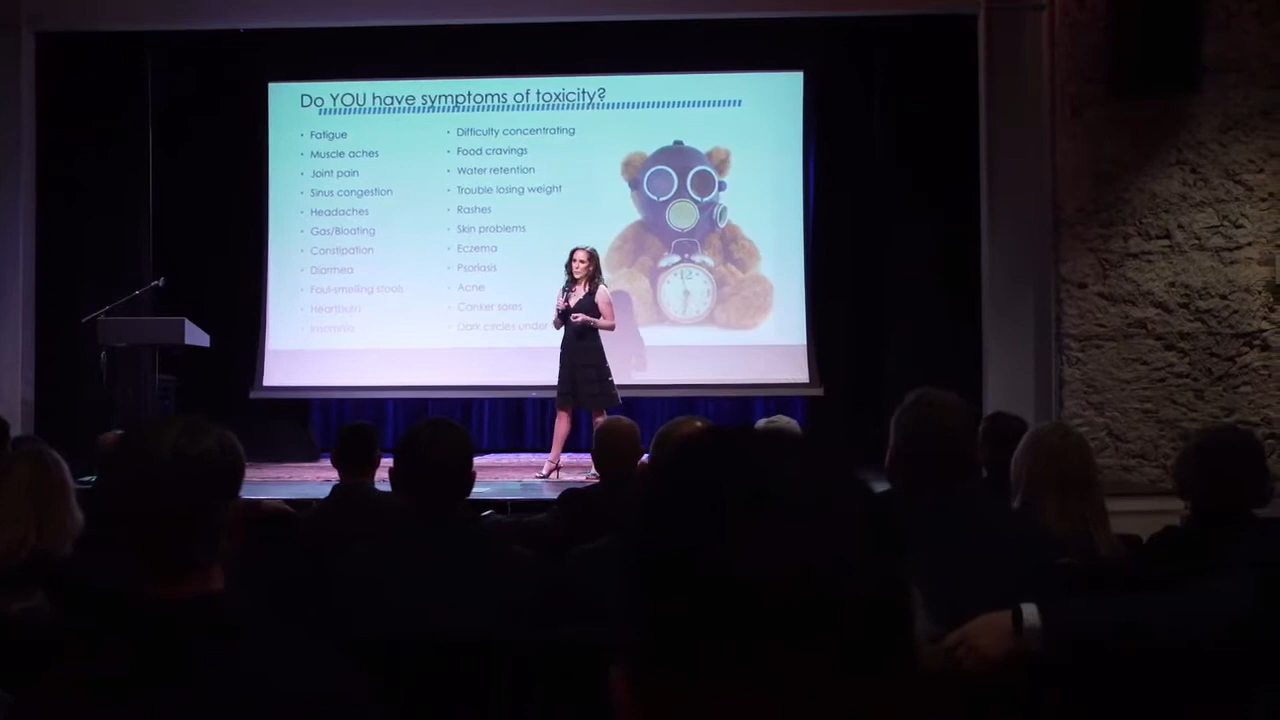 Do YOU have symptoms of toxicity?
• Fatigue
• Muscle aches
• Joint pain
• Sinus congestion
• Headaches
• Gas/Bloating
• Constipation
• Diarrhea
• Foul-smelling stools
• Heartburn
• Insomnia
• Difficulty concentrating
• Food cravings
• Water retention
• Trouble losing weight
• Rashes
• Skin problems
• Eczema
• Psoriasis
• Acne
• Canker sores
• Dark circles under
12